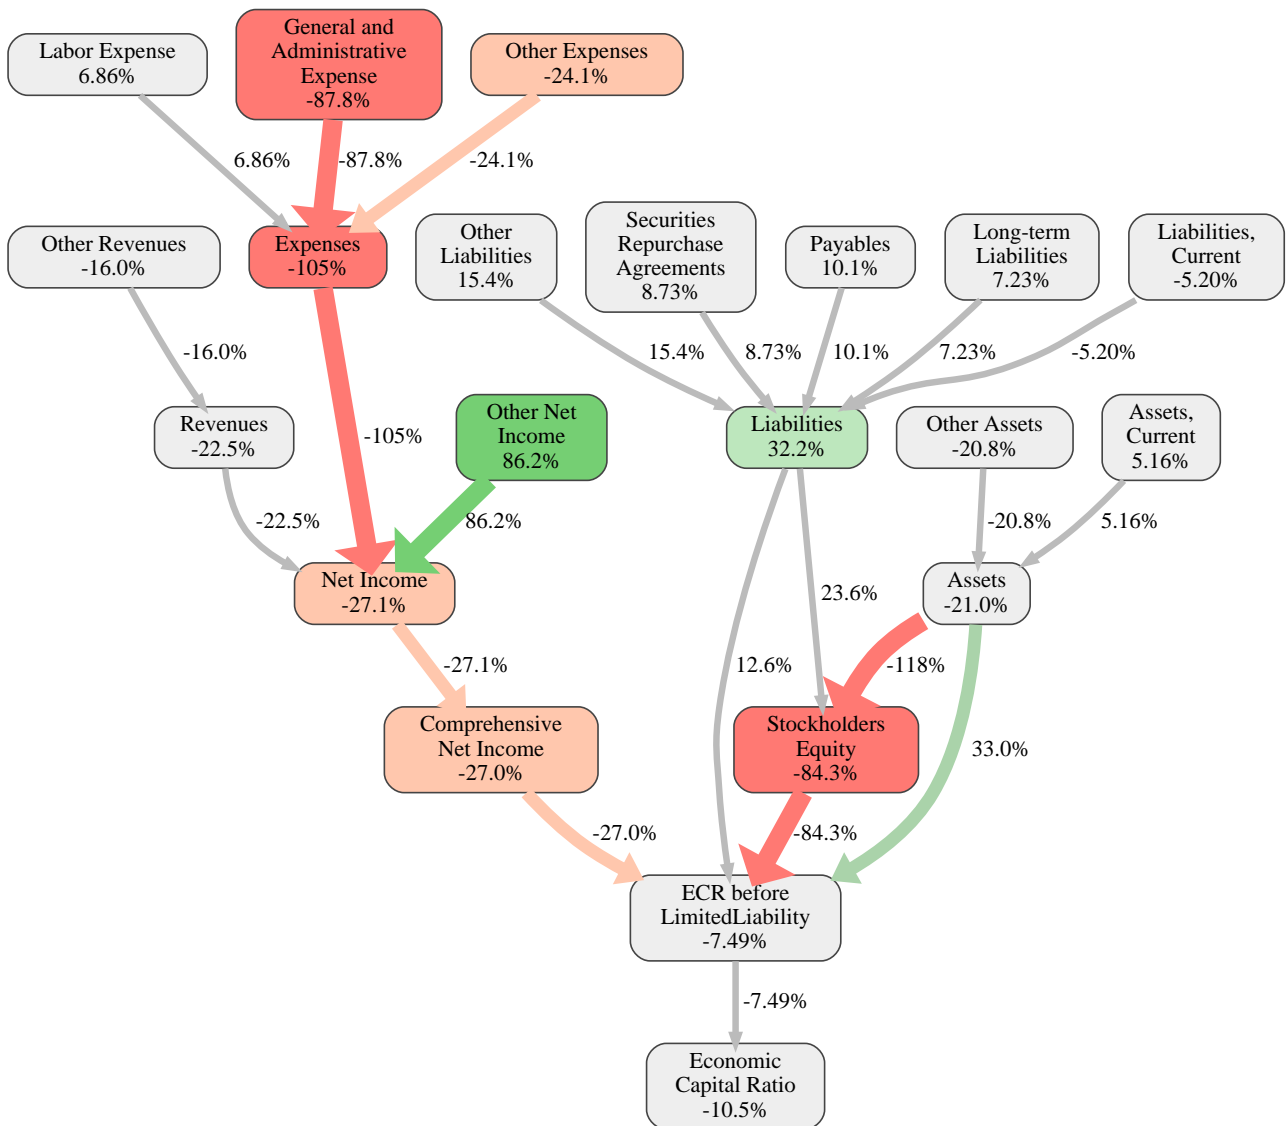 Labor Expense
6.86%
General and
Administrative
Expense
-87.8%
Other Expenses
-24.1%
6.86%
-87.8%
-24.1%
Other Revenues
-16.0%
Expenses
-105%
Other
Liabilities
15.4%
Securities
Repurchase
Agreements
8.73%
Payables
10.1%
Long-term
Liabilities
7.23%
Liabilities,
Current
-5.20%
-16.0%
15.4%
8.73%
10.1%
7.23%
-5.20%
Revenues
-22.5%
-105%
Other Net
Income
86.2%
Liabilities
32.2%
Other Assets
-20.8%
Assets,
Current
5.16%
-22.5%
86.2%
-20.8%
5.16%
Net Income
-27.1%
23.6%
Assets
-21.0%
-27.1%
12.6%
-118%
Comprehensive
Net Income
-27.0%
Stockholders
Equity
-84.3%
33.0%
-27.0%
-84.3%
ECR before
LimitedLiability
-7.49%
-7.49%
Economic
Capital Ratio
-10.5%